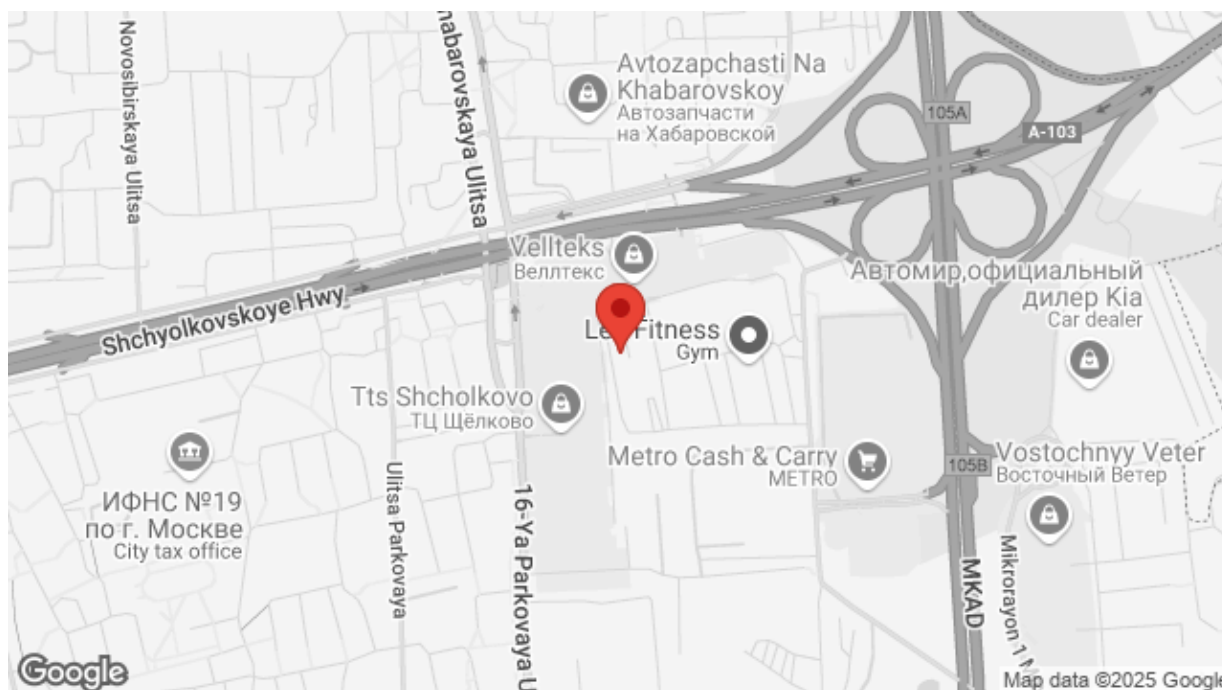 Novosibirskaya Ulitsa
habarovskaya Ulitsa
Avtozapchasti Na
Khabarovskoy
Автозапчасти
на Хабаровской
105A
A-103
Vellteks
Веллтекс
Автомир,официальный
дилер Kia
Car dealer
Shchyolkovskoye Hwy
Fitness
Gym
Tts Shcholkovo
ТЦ Щёлково
Metro Cash & Carry
METRO
105B
Vostochnyy Veter
Восточный Ветер
ИФНС №19
по г. Москве
City tax office
Ulitsa Parkovaya
16-Ya Parkovaya U
MKAD
Mikrorayon 1 M
Google
Map data ©2025 Google